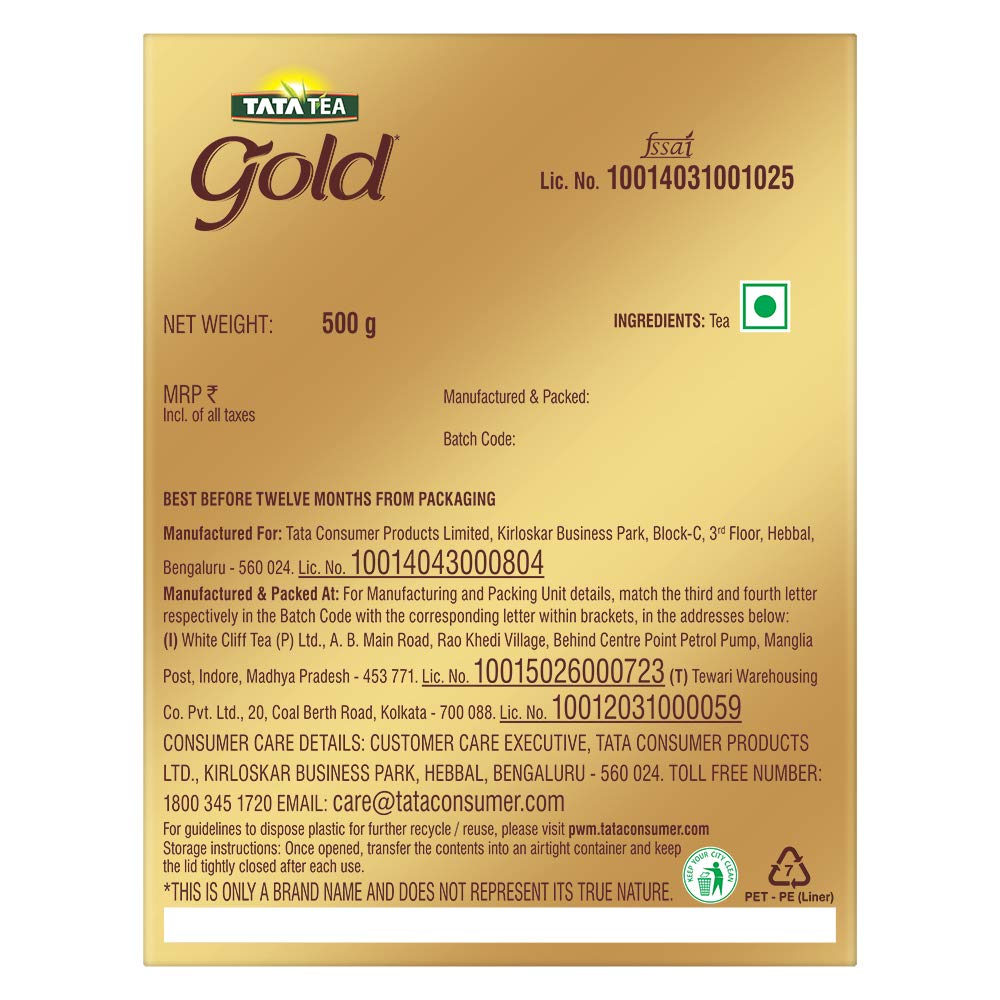 TATA TEA
Gold*
fssai
Lic. No. 10014031001025
NET WEIGHT: 500 g
INGREDIENTS: Tea
MRP ₹
Incl. of all taxes
Manufactured & Packed:
Batch Code:
BEST BEFORE TWELVE MONTHS FROM PACKAGING
Manufactured For: Tata Consumer Products Limited, Kirloskar Business Park, Block-C, 3rd Floor, Hebbal,
Bengaluru - 560 024. Lic. No. 10014043000804
Manufactured & Packed At: For Manufacturing and Packing Unit details, match the third and fourth letter
respectively in the Batch Code with the corresponding letter within brackets, in the addresses below:
(I) White Cliff Tea (P) Ltd., A. B. Main Road, Rao Khedi Village, Behind Centre Point Petrol Pump, Manglia
Post, Indore, Madhya Pradesh - 453 771. Lic. No. 10015026000723 (T) Tewari Warehousing
Co. Pvt. Ltd., 20, Coal Berth Road, Kolkata - 700 088. Lic. No. 10012031000059
CONSUMER CARE DETAILS: CUSTOMER CARE EXECUTIVE, TATA CONSUMER PRODUCTS
LTD., KIRLOSKAR BUSINESS PARK, HEBBAL, BENGALURU - 560 024. TOLL FREE NUMBER:
1800 345 1720 EMAIL: care@tataconsumer.com
For guidelines to dispose plastic for further recycle / reuse, please visit pwm.tataconsumer.com
Storage instructions: Once opened, transfer the contents into an airtight container and keep
the lid tightly closed after each use.
*THIS IS ONLY A BRAND NAME AND DOES NOT REPRESENT ITS TRUE NATURE.
KEEP YOUR CITY CLEAN
7
PET - PE (Liner)